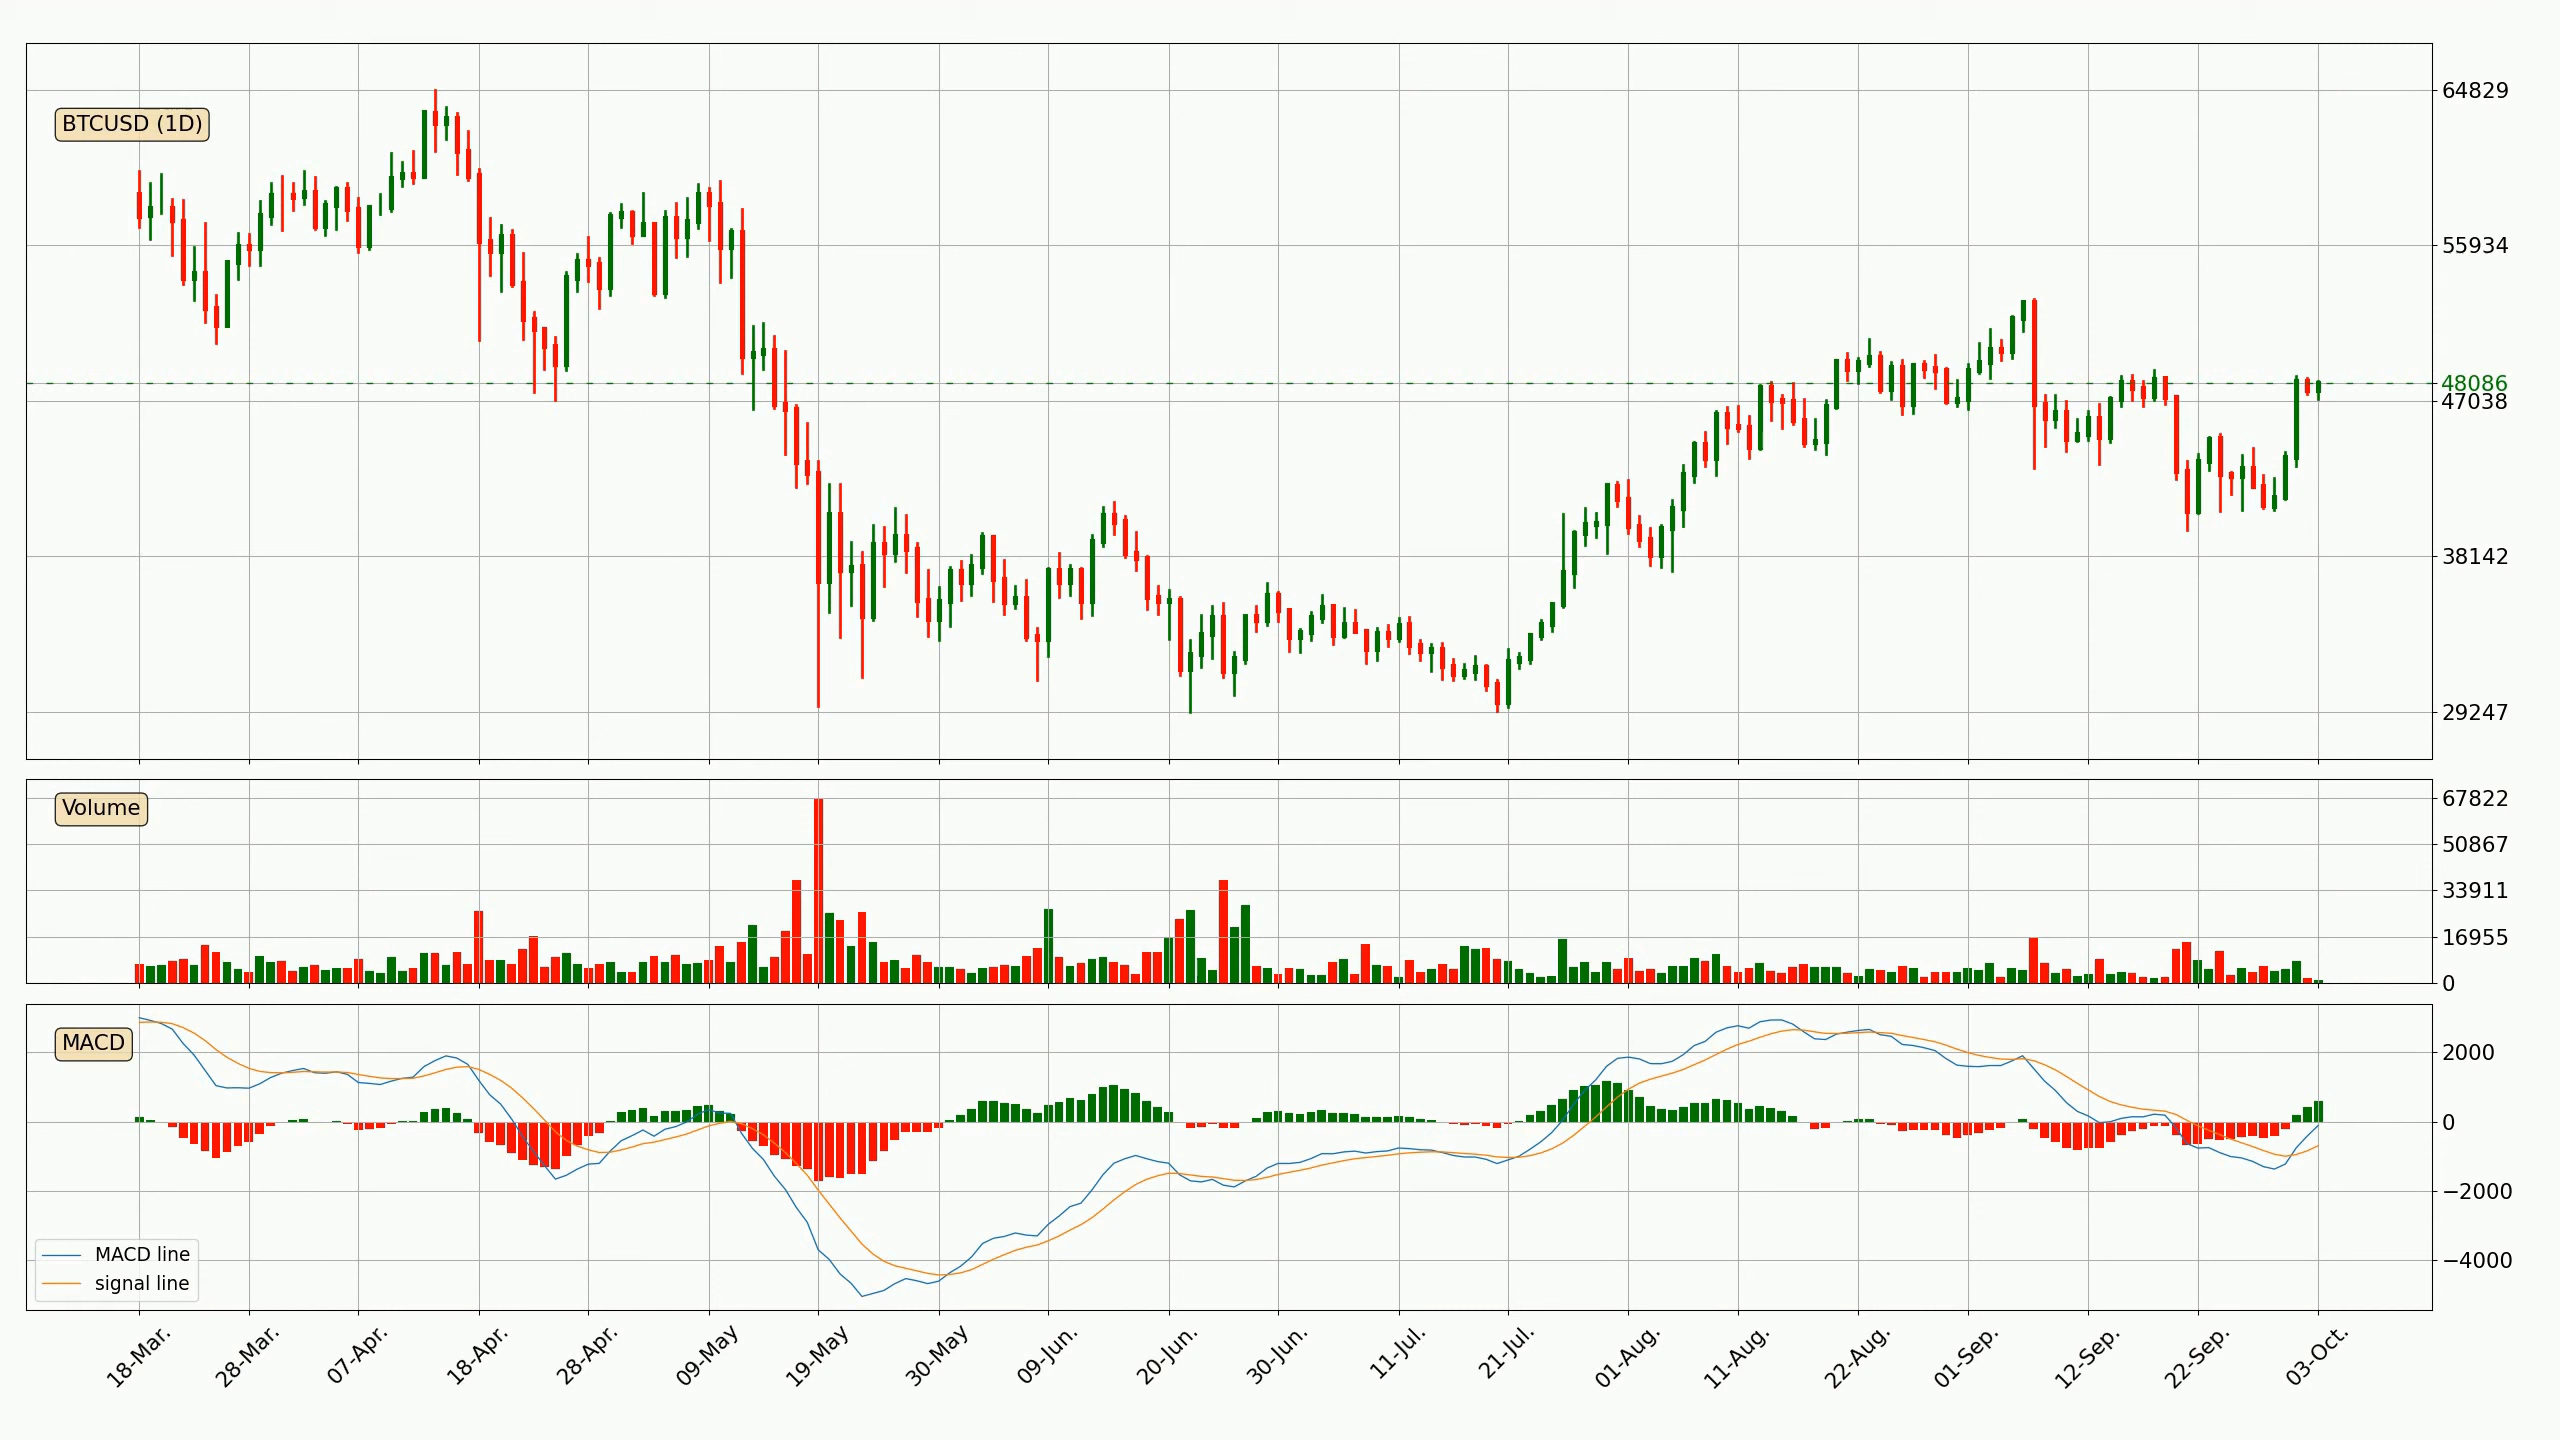 BTCUSD (1D)
64829
55934
48086
47038
38142
29247
Volume
67822
50867
33911
16955
0
MACD
2000
0
−2000
−4000
MACD line
signal line
18-Mar.
28-Mar.
07-Apr.
18-Apr.
28-Apr.
09-May
19-May
30-May
09-Jun.
20-Jun.
30-Jun.
11-Jul.
21-Jul.
01-Aug.
11-Aug.
22-Aug.
01-Sep.
12-Sep.
22-Sep.
03-Oct.